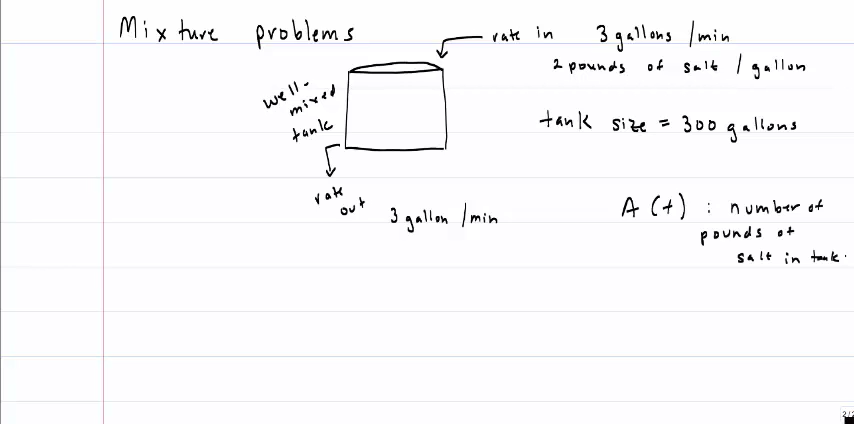 Mixture problems
rate in 3 gallons /min
2 pounds of salt / gallon
well-
mixed
tank
tank size = 300 gallons
rate
out
3 gallon /min
A (t) : number of
pounds of
salt in tank.